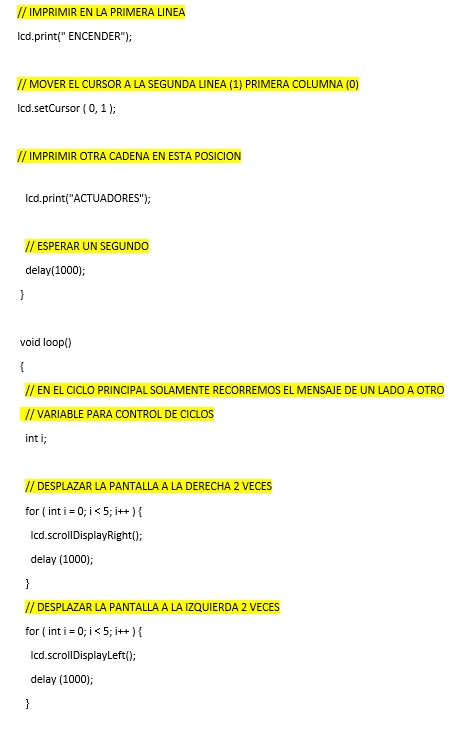 // IMPRIMIR EN LA PRIMERA LINEA
lcd.print(" ENCENDER");
// MOVER EL CURSOR A LA SEGUNDA LINEA (1) PRIMERA COLUMNA (0)
lcd.setCursor ( 0, 1 );
// IMPRIMIR OTRA CADENA EN ESTA POSICION
lcd.print("ACTUADORES");
// ESPERAR UN SEGUNDO
delay(1000);
}
void loop()
{
// EN EL CICLO PRINCIPAL SOLAMENTE RECORREMOS EL MENSAJE DE UN LADO A OTRO
// VARIABLE PARA CONTROL DE CICLOS
int i;
// DESPLAZAR LA PANTALLA A LA DERECHA 2 VECES
for ( int i = 0; i < 5; i++ ) {
lcd.scrollDisplayRight();
delay (1000);
}
// DESPLAZAR LA PANTALLA A LA IZQUIERDA 2 VECES
for ( int i = 0; i < 5; i++ ) {
lcd.scrollDisplayLeft();
delay (1000);
}